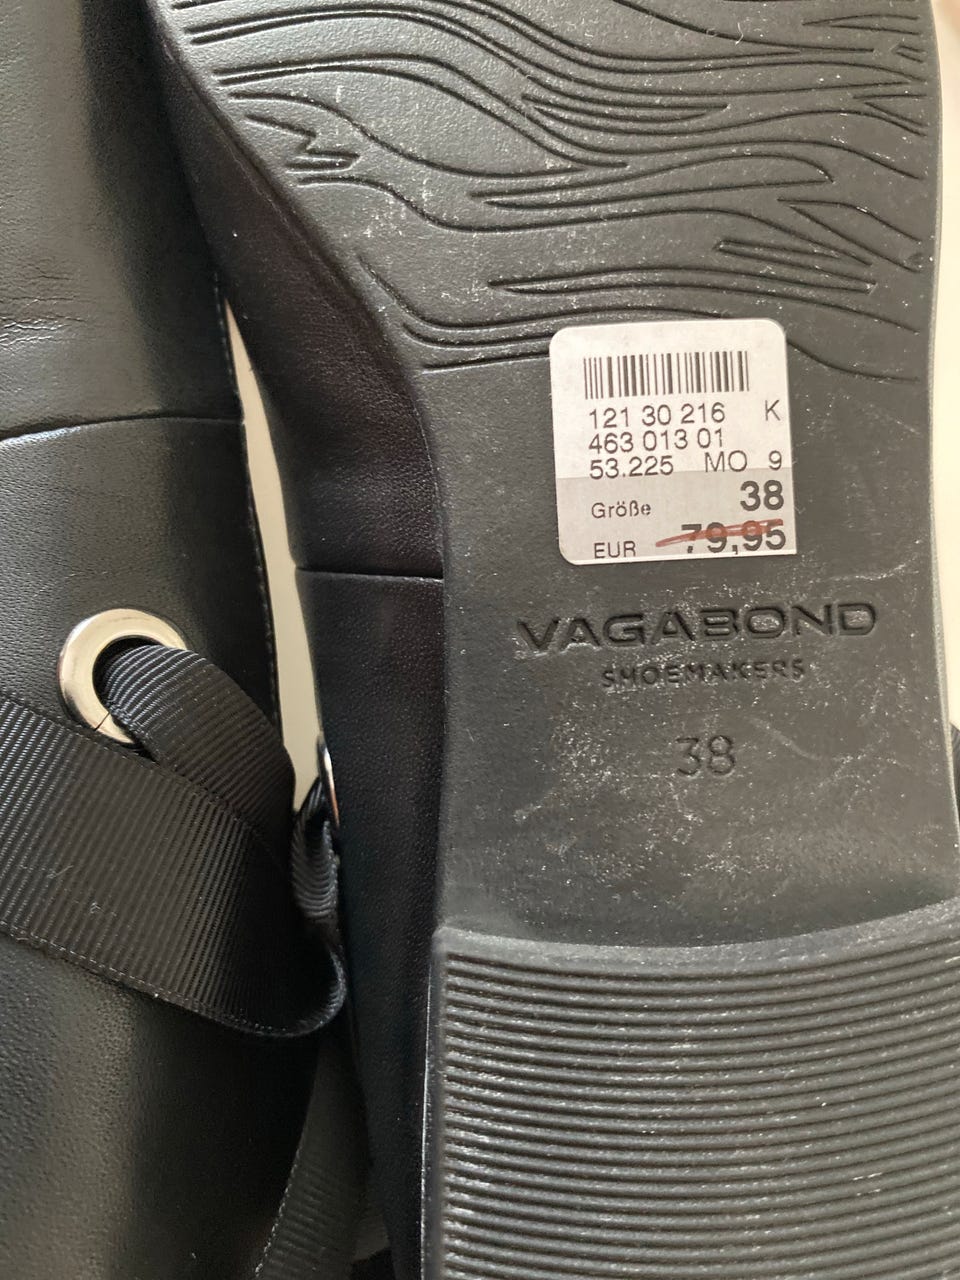 121 30 216 K
463 013 01
53.225 MO 9
Größe 38
EUR 79,95
VAGABOND
SHOEMAKERS
38